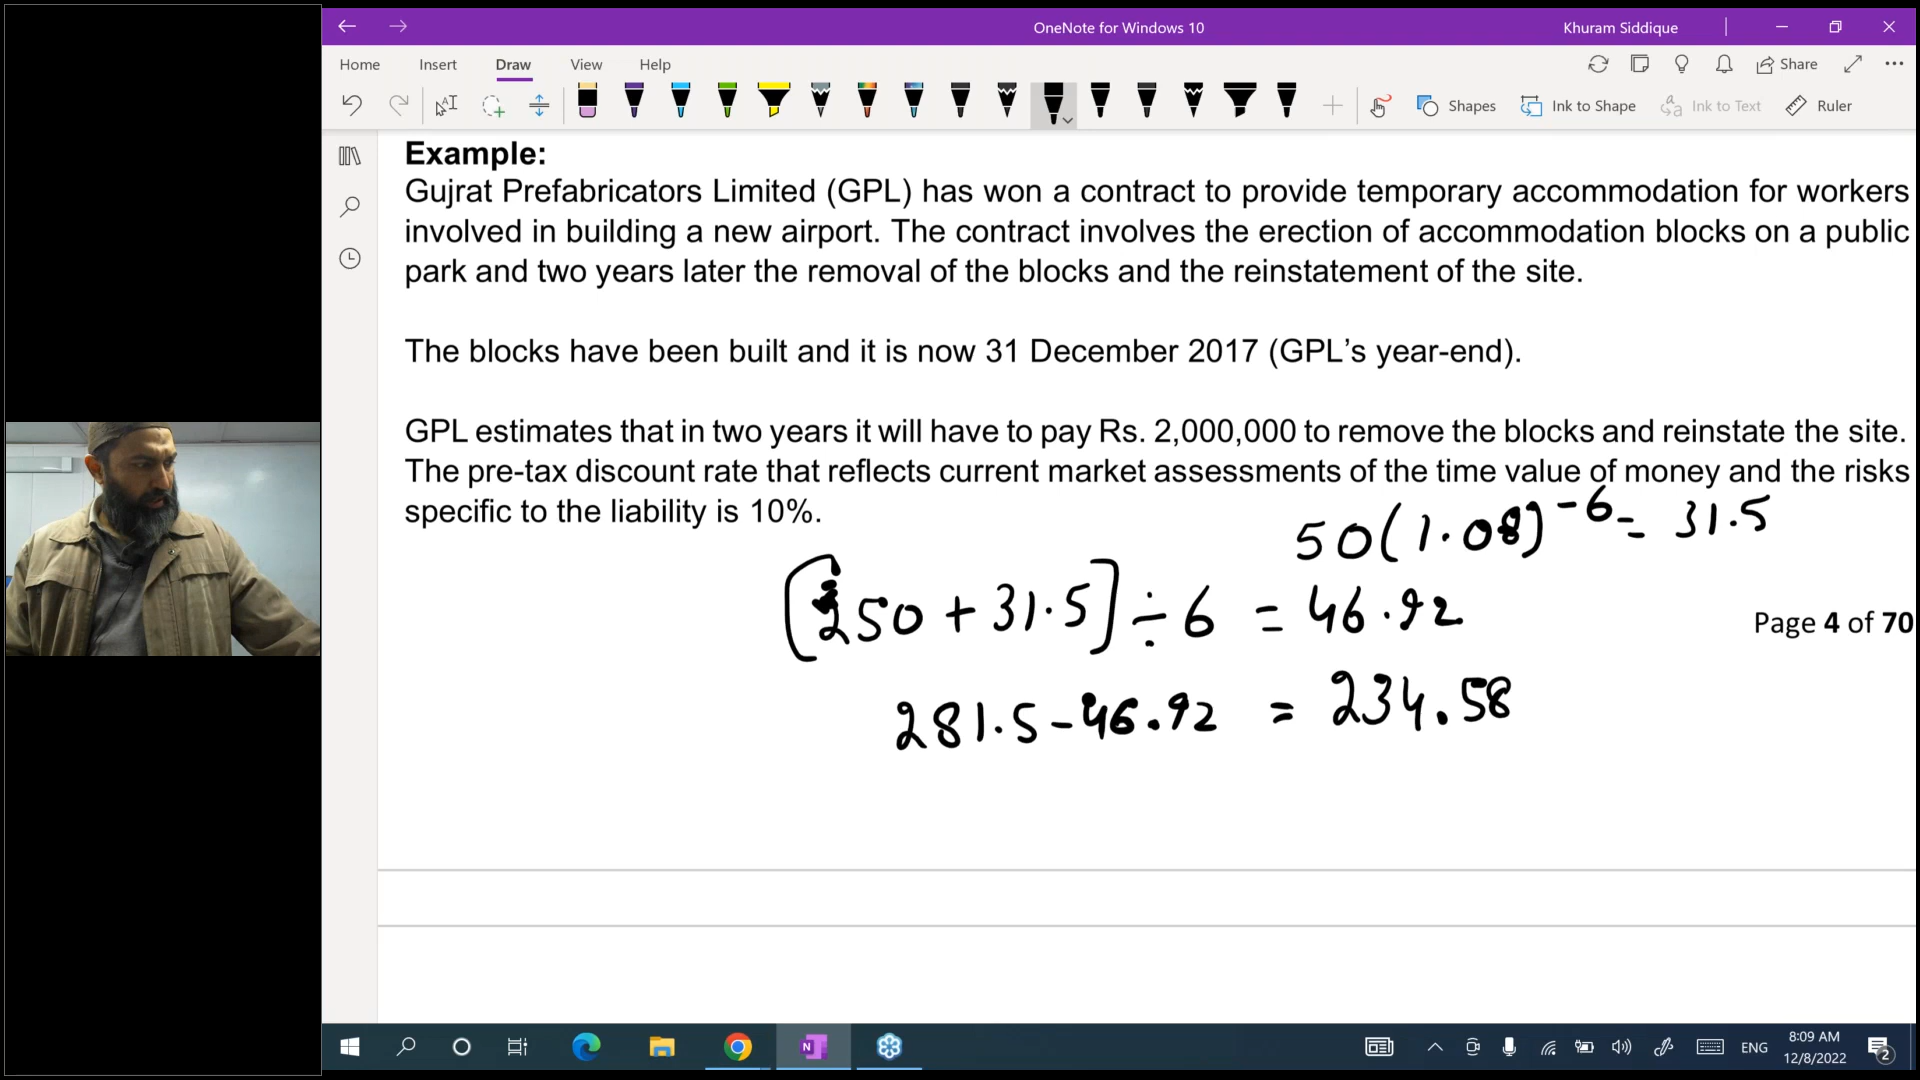 OneNote for Windows 10
Khuram Siddique
Home Insert Draw View Help
Share
Shapes Ink to Shape Ink to Text Ruler
Example:
Gujrat Prefabricators Limited (GPL) has won a contract to provide temporary accommodation for workers
involved in building a new airport. The contract involves the erection of accommodation blocks on a public
park and two years later the removal of the blocks and the reinstatement of the site.
The blocks have been built and it is now 31 December 2017 (GPL’s year-end).
GPL estimates that in two years it will have to pay Rs. 2,000,000 to remove the blocks and reinstate the site.
The pre-tax discount rate that reflects current market assessments of the time value of money and the risks
specific to the liability is 10%.
50(1.08)-6 = 31.5
[250 + 31.5] ÷ 6 = 46.92
Page 4 of 70
281.5 - 46.92 = 234.58
ENG
8:09 AM
12/8/2022
2